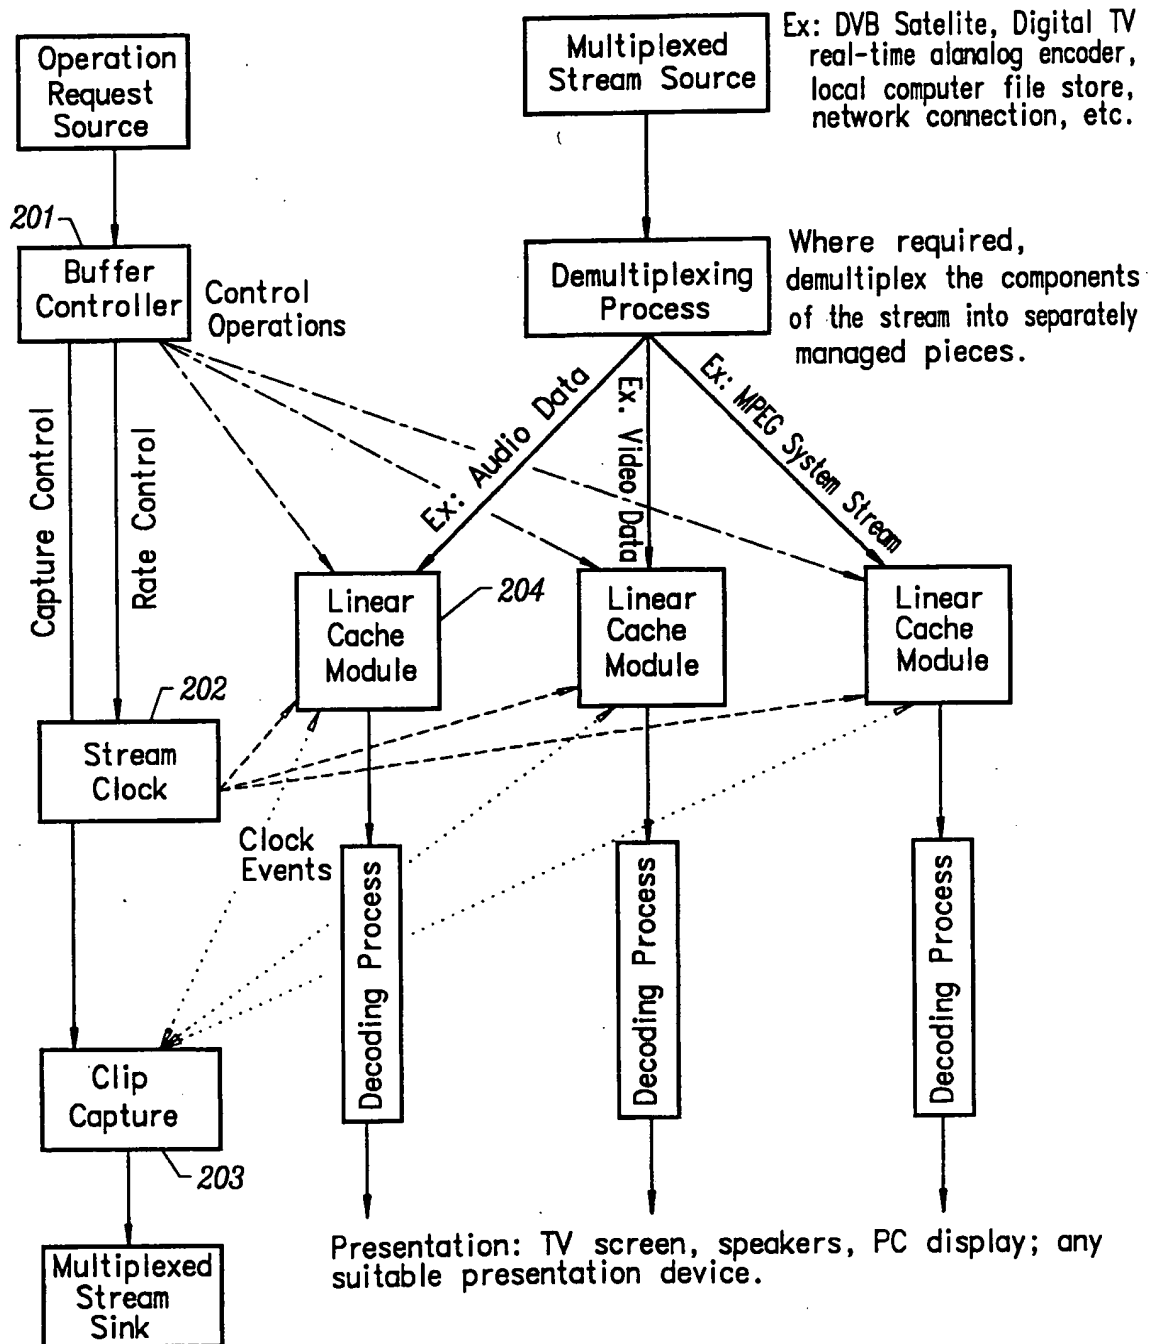 Operation
Request
Source
Multiplexed
Stream Source
Ex: DVB Satelite, Digital TV
real-time alanalog encoder,
local computer file store,
network connection, etc.
201
Buffer
Controller
Control
Operations
Demultiplexing
Process
Where required,
demultiplex the components
of the stream into separately
managed pieces.
Capture Control
Rate Control
Ex: Audio Data
Ex. Video Data
Ex: MPEG System Stream
Linear
Cache
Module
204
Linear
Cache
Module
Linear
Cache
Module
202
Stream
Clock
Clock
Events
Decoding Process
Decoding Process
Decoding Process
Clip
Capture
203
Multiplexed
Stream
Sink
Presentation: TV screen, speakers, PC display; any
suitable presentation device.